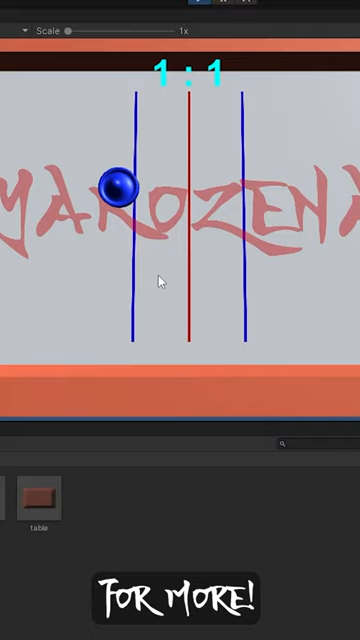 Scale 1x
1 : 1
YAROZENA
table
FOR MORE!